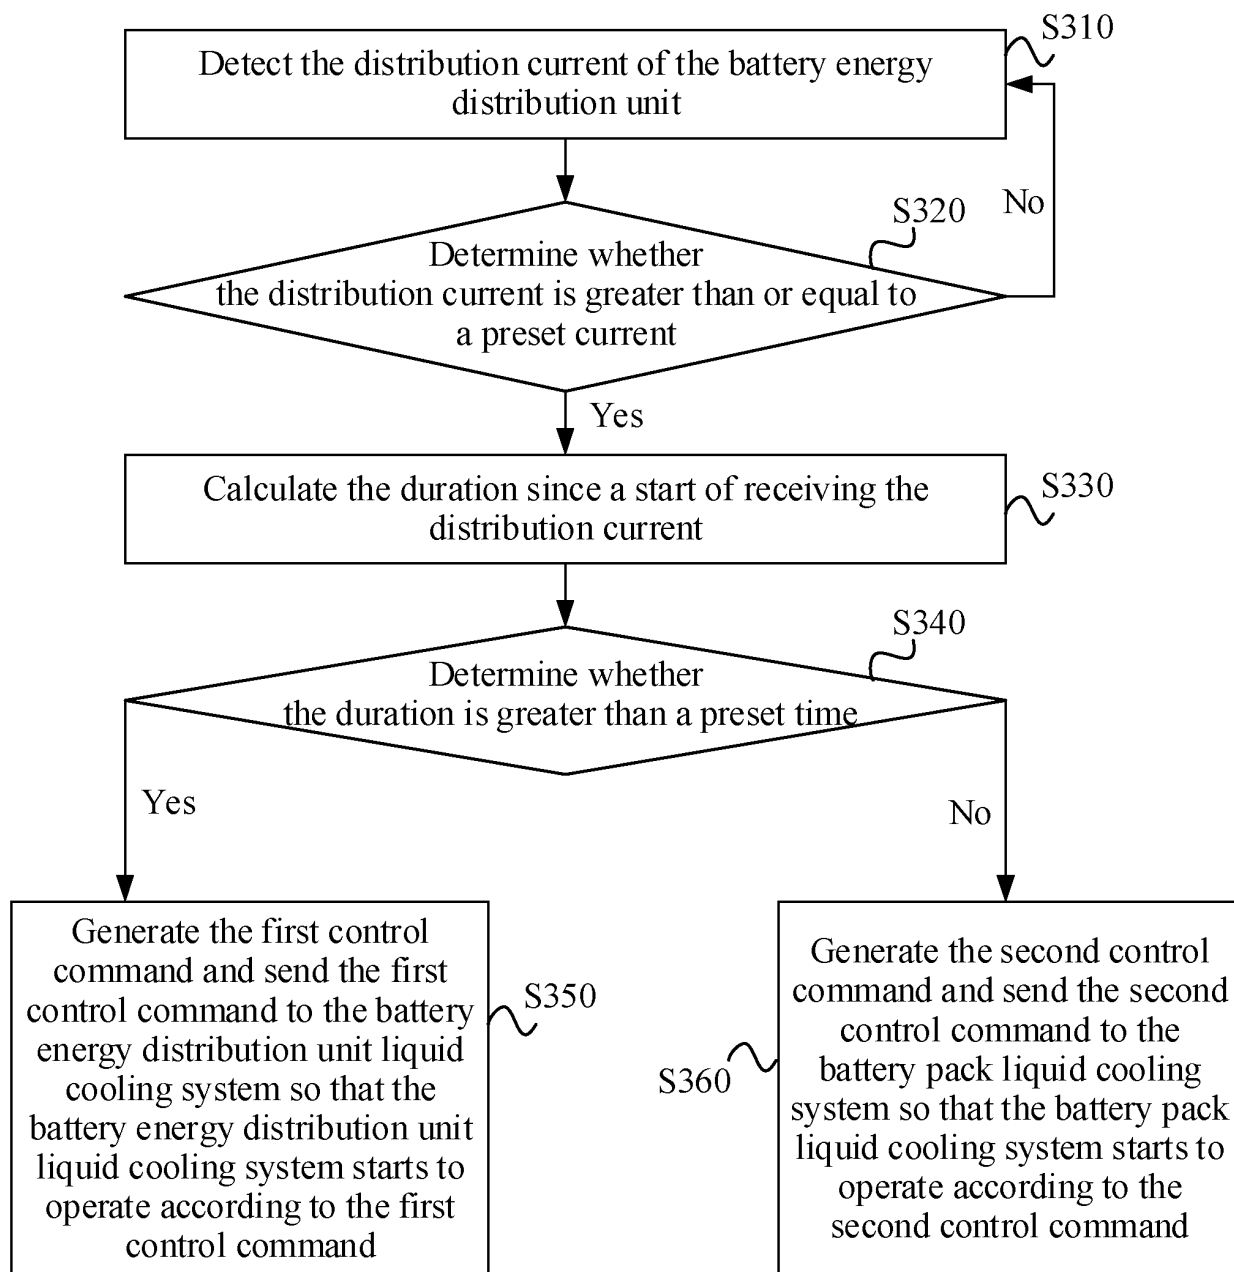 S310
Detect the distribution current of the battery energy
distribution unit
No
S320
Determine whether
the distribution current is greater than or equal to
a preset current
Yes
S330
Calculate the duration since a start of receiving the
distribution current
S340
Determine whether
the duration is greater than a preset time
Yes
No
Generate the first control
command and send the first
control command to the battery
energy distribution unit liquid
cooling system so that the
battery energy distribution unit
liquid cooling system starts to
operate according to the first
control command
S350
S360
Generate the second control
command and send the second
control command to the
battery pack liquid cooling
system so that the battery pack
liquid cooling system starts to
operate according to the
second control command